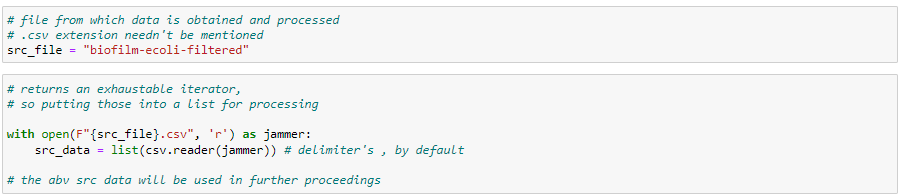 # file from which data is obtained and processed
# .csv extension needn't be mentioned
src_file = "biofilm-ecoli-filtered"
# returns an exhaustable iterator,
# so putting those into a list for processing
with open(F"{src_file}.csv", 'r') as jammer:
    src_data = list(csv.reader(jammer)) # delimiter's , by default
# the abv src data will be used in further proceedings